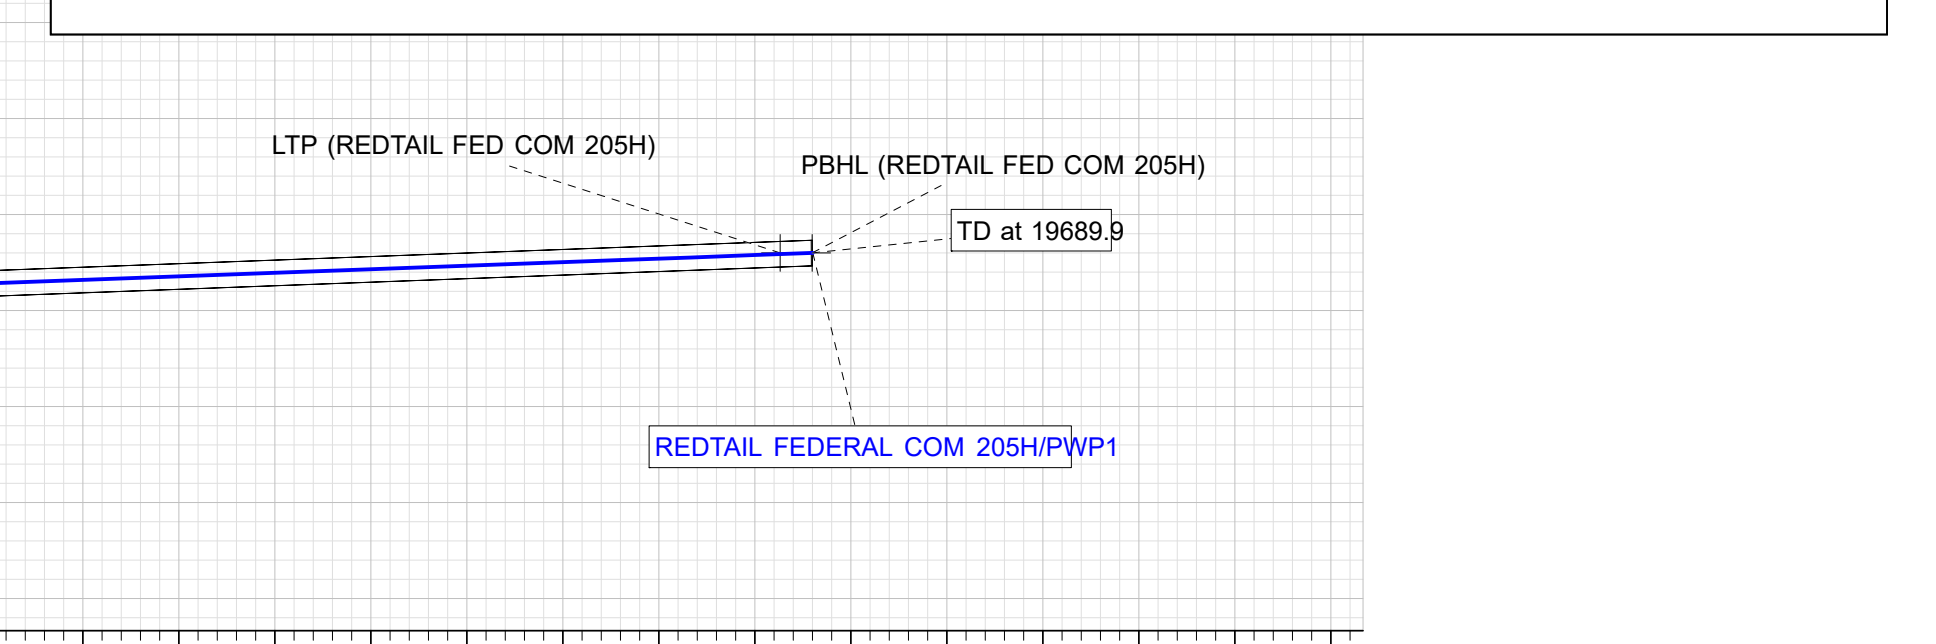 LTP (REDTAIL FED COM 205H)
PBHL (REDTAIL FED COM 205H)
TD at 19689.9
REDTAIL FEDERAL COM 205H/PWP1